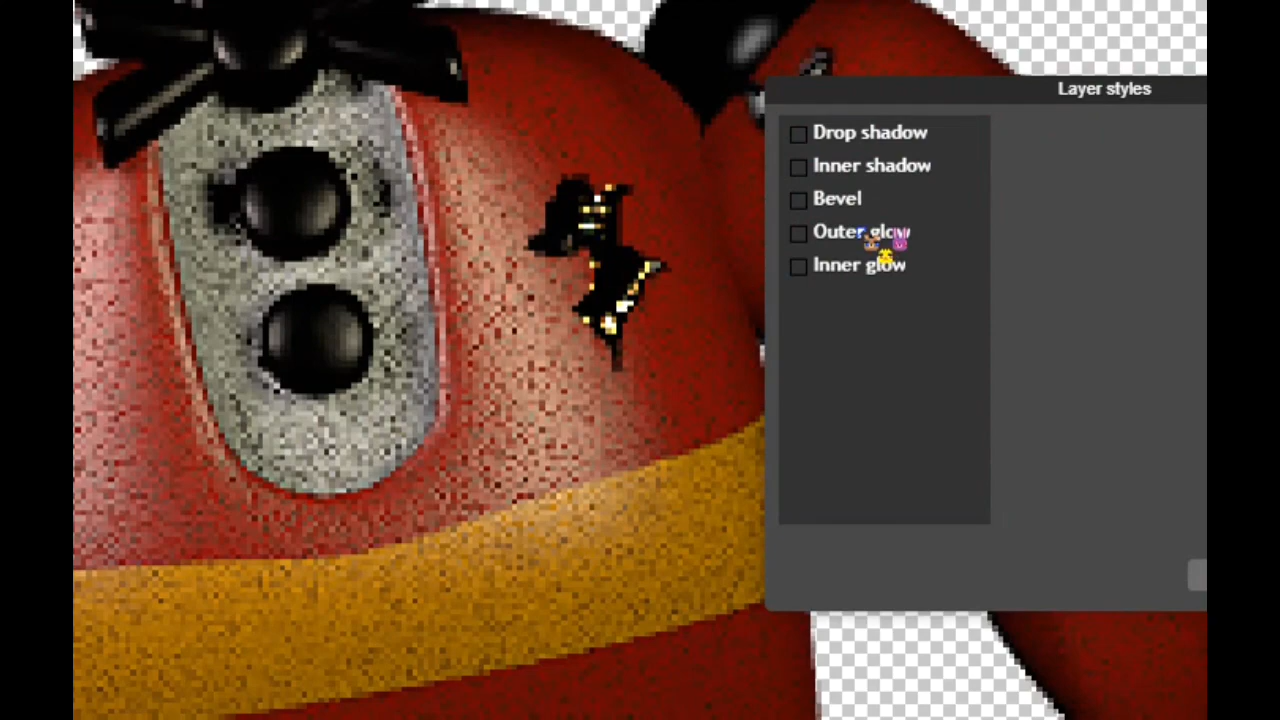 Layer styles
Drop shadow
Inner shadow
Bevel
Outer glow
Inner glow